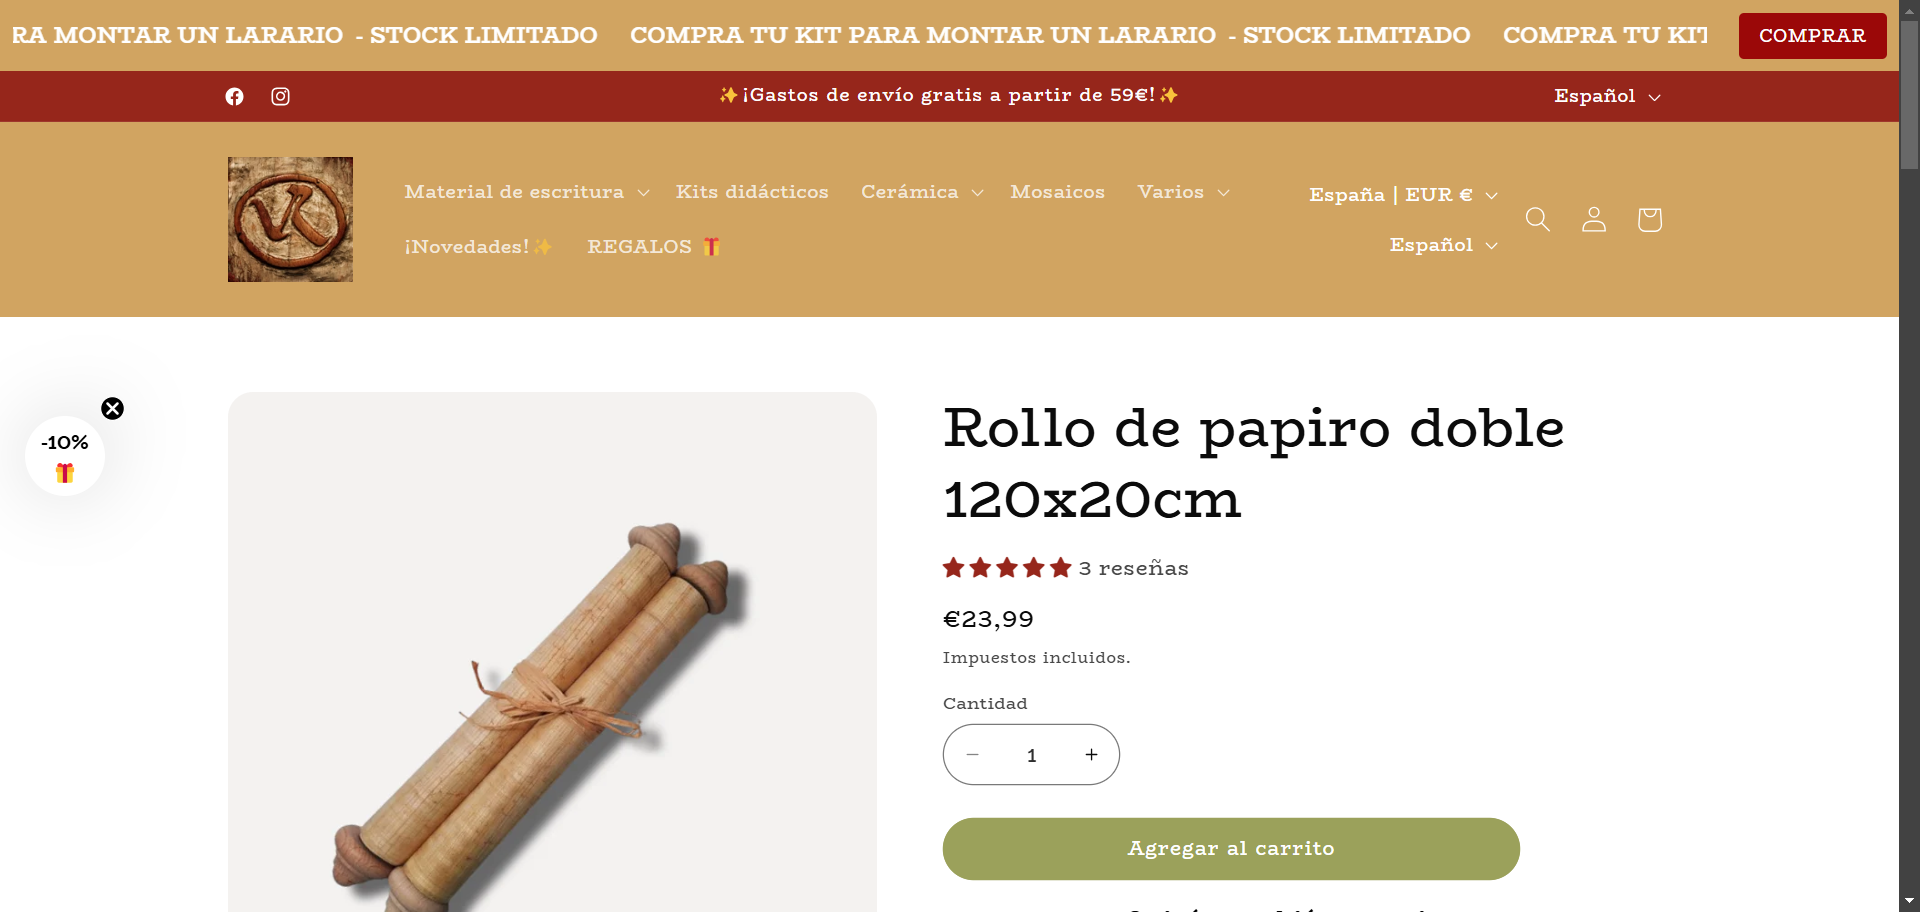 RA MONTAR UN LARARIO - STOCK LIMITADO COMPRA TU KIT PARA MONTAR UN LARARIO - STOCK LIMITADO COMPRA TU KIT
COMPRAR
✨¡Gastos de envío gratis a partir de 59€!✨
Español
Material de escritura
Kits didácticos
Cerámica
Mosaicos
Varios
¡Novedades!✨
REGALOS 🎁
España | EUR €
Español
-10%
🎁
Rollo de papiro doble
120x20cm
3 reseñas
€23,99
Impuestos incluidos.
Cantidad
1
Agregar al carrito